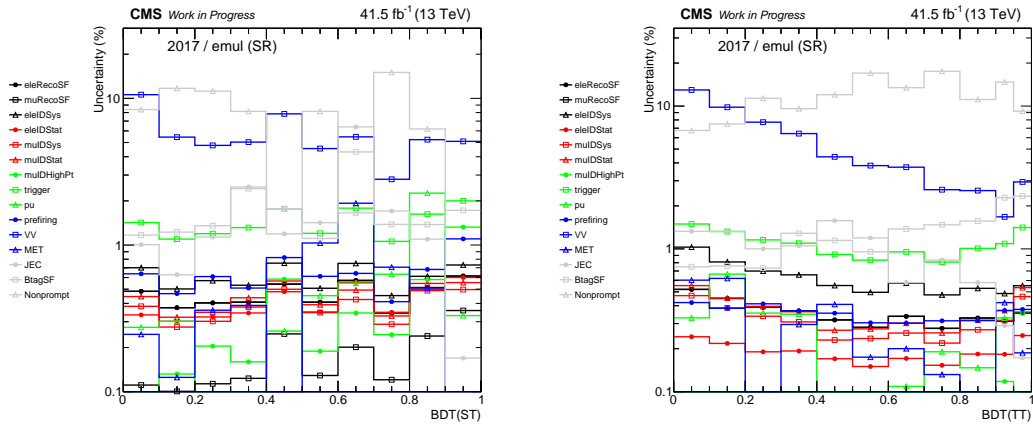 CMS Work in Progress 41.5 fb⁻¹ (13 TeV)
Uncertainty (%)
2017 / emul (SR)
10
1
0.1
eleRecoSF
muRecoSF
eleIDSys
eleIDStat
muIDSys
muIDStat
muIDHighPt
trigger
pu
prefiring
VV
MET
JEC
BtagSF
Nonprompt
0 0.2 0.4 0.6 0.8 1
BDT(ST)
CMS Work in Progress 41.5 fb⁻¹ (13 TeV)
Uncertainty (%)
2017 / emul (SR)
10
1
0.1
eleRecoSF
muRecoSF
eleIDSys
eleIDStat
muIDSys
muIDStat
muIDHighPt
trigger
pu
prefiring
VV
MET
JEC
BtagSF
Nonprompt
0 0.2 0.4 0.6 0.8 1
BDT(TT)